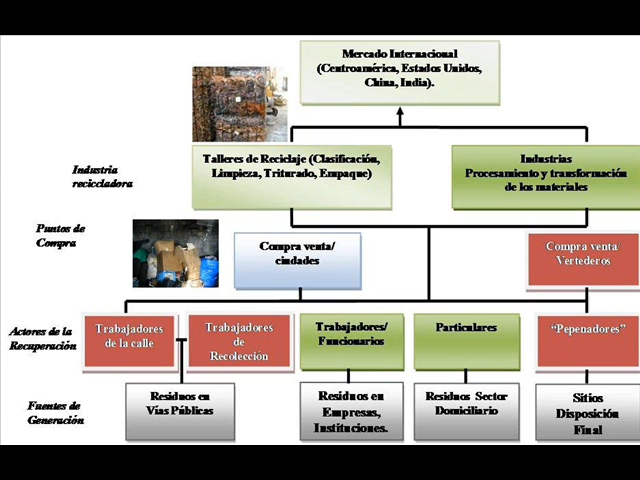 Mercado Internacional
(Centroamérica, Estados Unidos,
China, India).
Industria
reciccladora
Talleres de Reciclaje (Clasificación,
Limpieza, Triturado, Empaque)
Industrias
Procesamiento y transformación
de los materiales
Puntos de
Compra
Compra venta/
ciudades
Compra venta/
Vertederos
Actores de la
Recuperación
Trabajadores
de la calle
Trabajadores
de
Recolección
Trabajadores/
Funcionarios
Particulares
“Pepenadores”
Fuentes de
Generación
Residuos en
Vías Públicas
Residuos en
Empresas,
Instituciones.
Residuos Sector
Domiciliario
Sitios
Disposición
Final